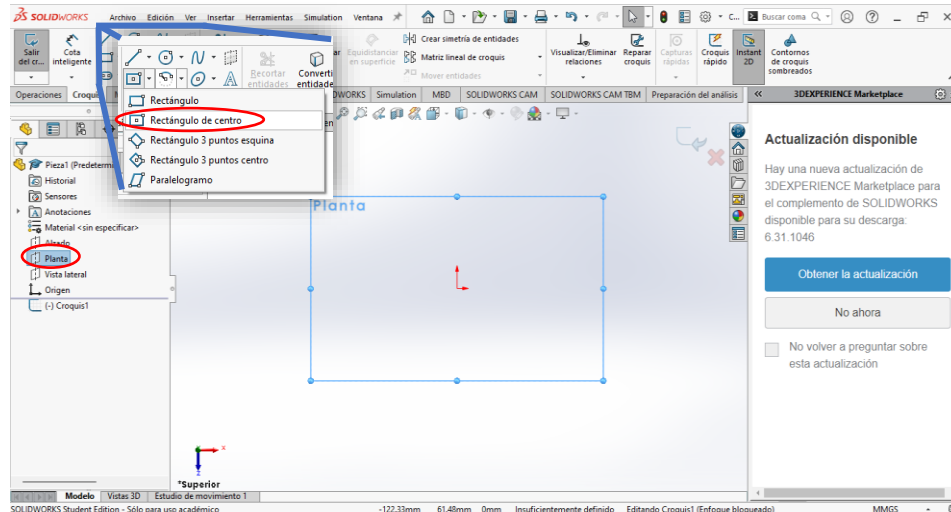 SOLIDWORKS Archivo Edición Ver Insertar Herramientas Simulation Ventana C... Buscar coma
Salir del cr...
Cota inteligente
Recortar entidades
Convertir entidade
Equidistanciar en superficie
Crear simetría de entidades
Matriz lineal de croquis
Mover entidades
Visualizar/Eliminar relaciones
Reparar croquis
Capturas rápidas
Croquis rápido
Instant 2D
Contornos de croquis sombreados
Operaciones Croquis SOLIDWORKS Simulation MBD SOLIDWORKS CAM SOLIDWORKS CAM TBM Preparación del análisis
Rectángulo
Rectángulo de centro
Rectángulo 3 puntos esquina
Rectángulo 3 puntos centro
Paralelogramo
Pieza1 (Predeterm
Historial
Sensores
Anotaciones
Material <sin especificar>
Alzado
Planta
Vista lateral
Origen
(-) Croquis1
Planta
x
z
*Superior
3DEXPERIENCE Marketplace
Actualización disponible
Hay una nueva actualización de
3DEXPERIENCE Marketplace para
el complemento de SOLIDWORKS
disponible para su descarga:
6.31.1046
Obtener la actualización
No ahora
No volver a preguntar sobre
esta actualización
Modelo Vistas 3D Estudio de movimiento 1
SOLIDWORKS Student Edition - Sólo para uso académico -122.33mm 61.48mm 0mm Insuficientemente definido Editando Croquis1 (Enfoque bloqueado) MMGS